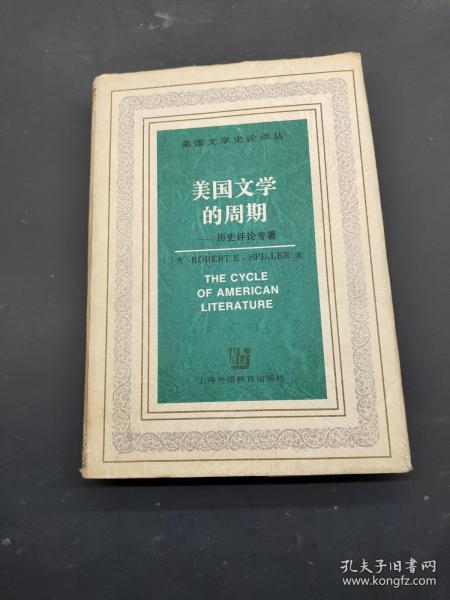 美国文学史论译丛
美国文学
的周期
——历史评论专著
〔美〕ROBERT E. SPILLER 著
THE CYCLE
OF AMERICAN
LITERATURE
上海外语教育出版社
孔夫子旧书网
www.kongfz.com